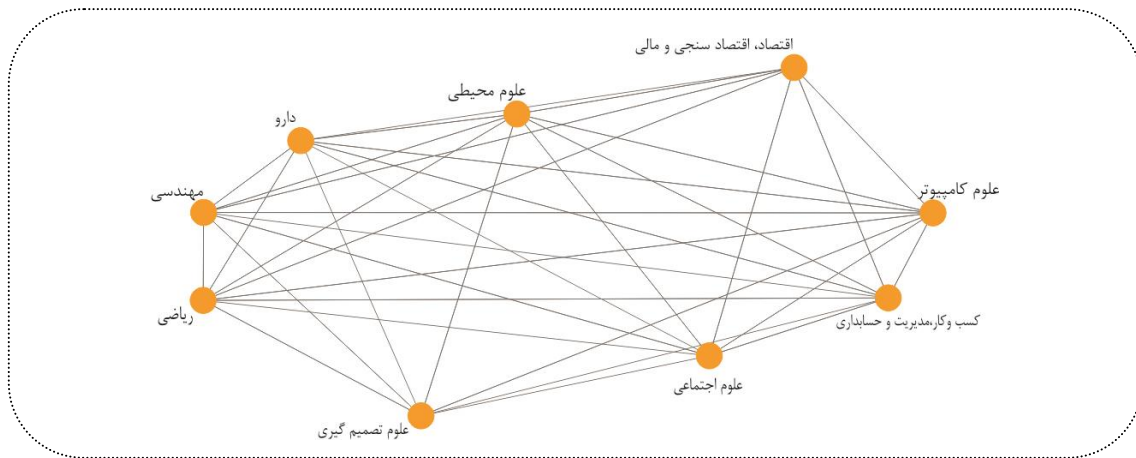 اقتصاد، اقتصاد سنجی و مالی
علوم محیطی
دارو
مهندسی
علوم کامپیوتر
ریاضی
کسب وکار،مدیریت و حسابداری
علوم اجتماعی
علوم تصمیم گیری